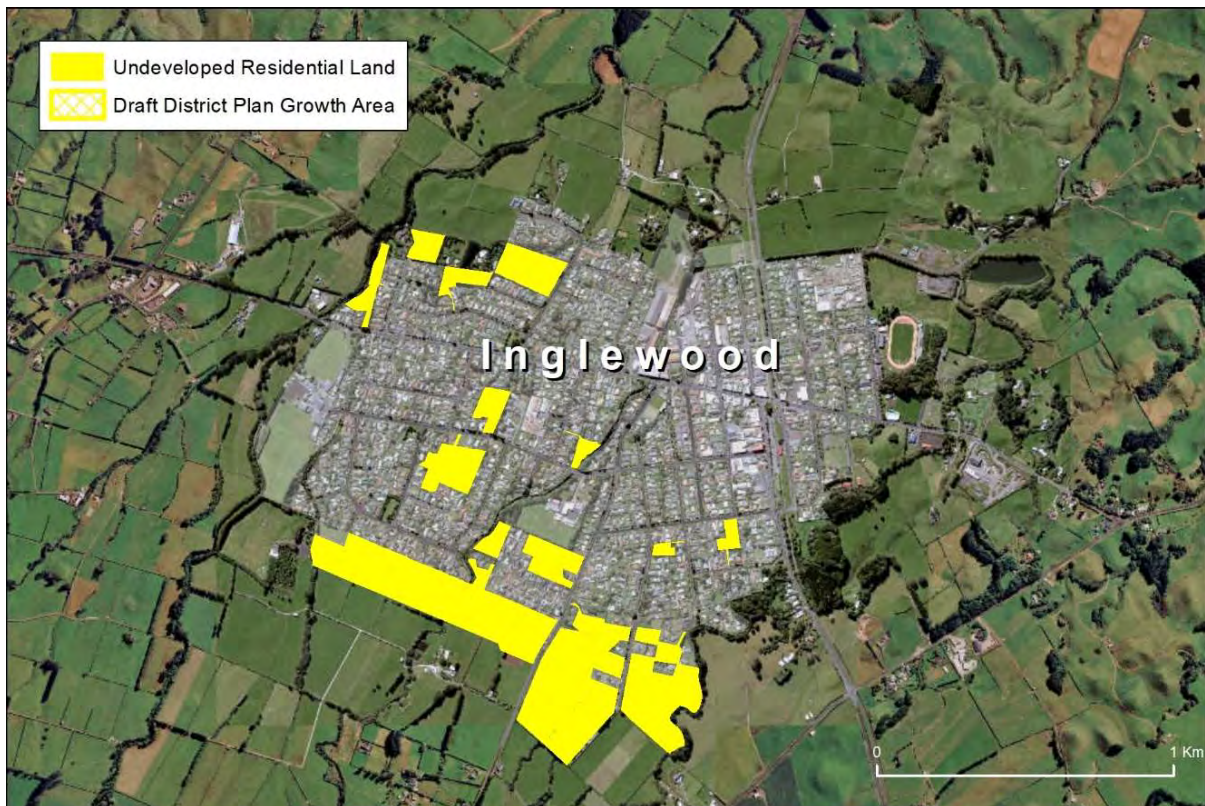 Undeveloped Residential Land
Draft District Plan Growth Area
Inglewood
0 1 Km